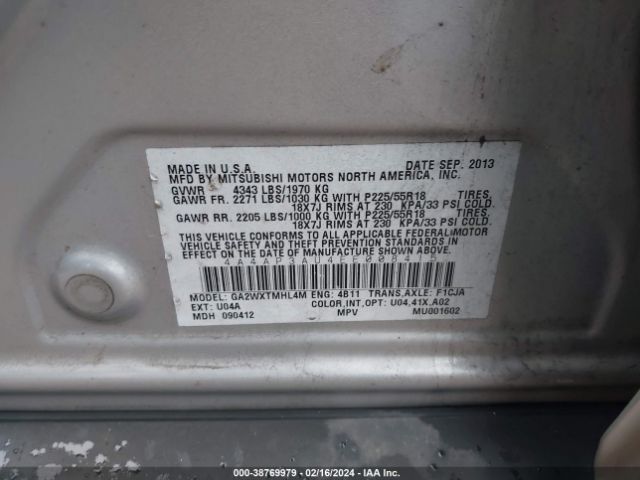 MADE IN U.S.A. DATE SEP. 2013
MFD BY MITSUBISHI MOTORS NORTH AMERICA, INC.
GVWR 4343 LBS/1970 KG
GAWR FR. 2271 LBS/1030 KG WITH P225/55R18 TIRES,
18X7J RIMS AT 230 KPA/33 PSI COLD.
GAWR RR. 2205 LBS/1000 KG WITH P225/55R18 TIRES,
18X7J RIMS AT 230 KPA/33 PSI COLD.
THIS VEHICLE CONFORMS TO ALL APPLICABLE FEDERAL MOTOR
VEHICLE SAFETY AND THEFT PREVENTION STANDARDS IN
EFFECT ON THE DATE OF MANUFACTURE SHOWN ABOVE.
MODEL: GA2WXTMHL4M ENG: 4B11 TRANS,AXLE: F1CJA
EXT: U04A COLOR,INT,OPT: U04,41X,A02
MDH 090412 MPV MU001602
000-38769979 - 02/16/2024 - IAA Inc.